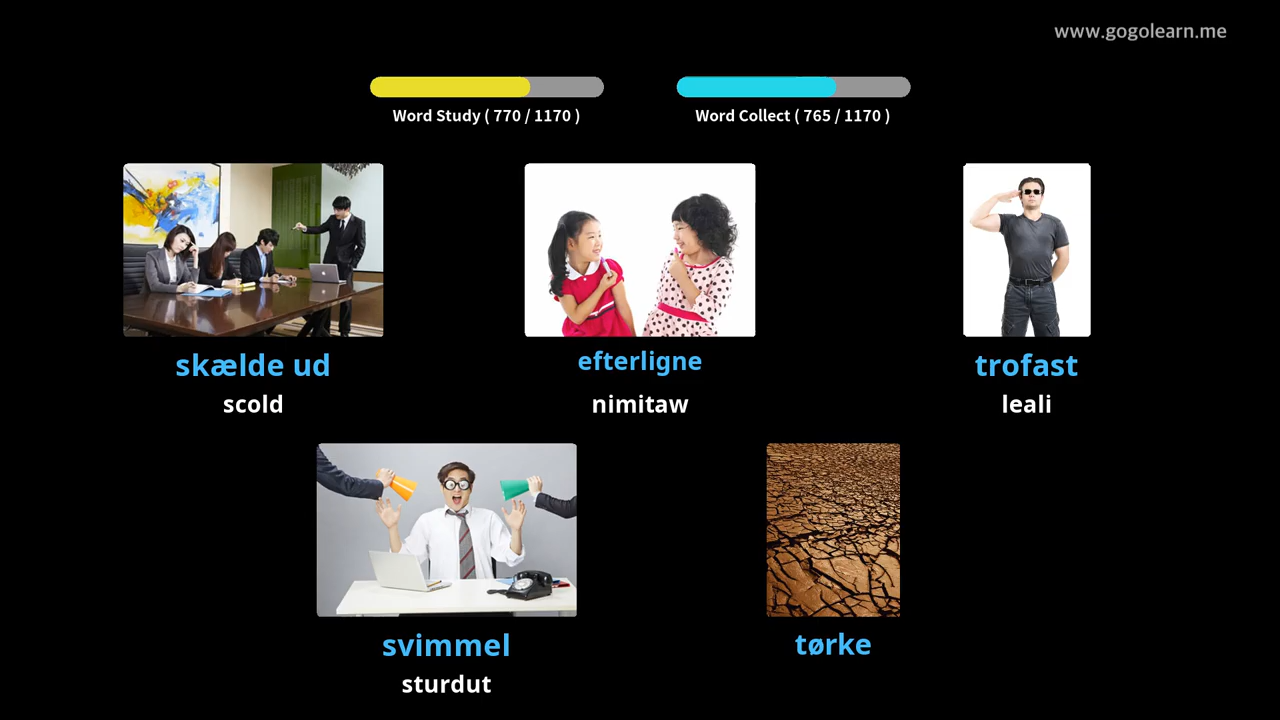 www.gogolearn.me
Word Study ( 770 / 1170 )
Word Collect ( 765 / 1170 )
skælde ud
scold
efterligne
nimitaw
trofast
leali
svimmel
sturdut
tørke